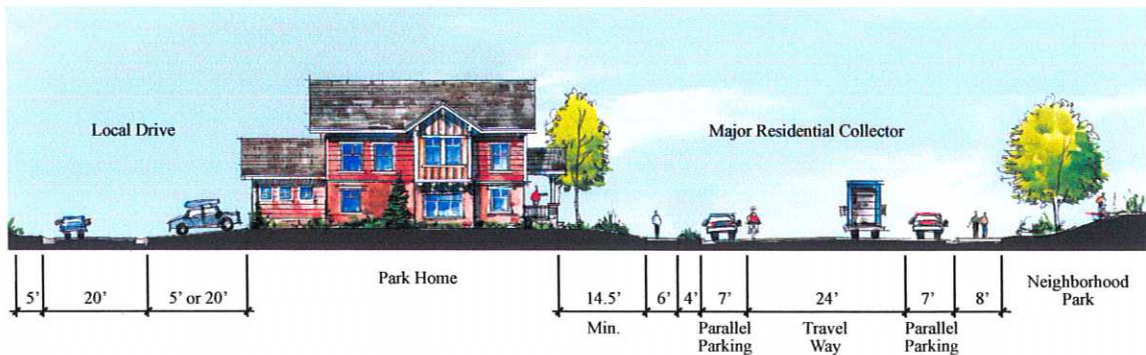 Local Drive
Major Residential Collector
Park Home
Neighborhood
Park
5’
20’
5’ or 20’
14.5’
6’
4’
7’
24’
7’
8’
Min.
Parallel
Parking
Travel
Way
Parallel
Parking